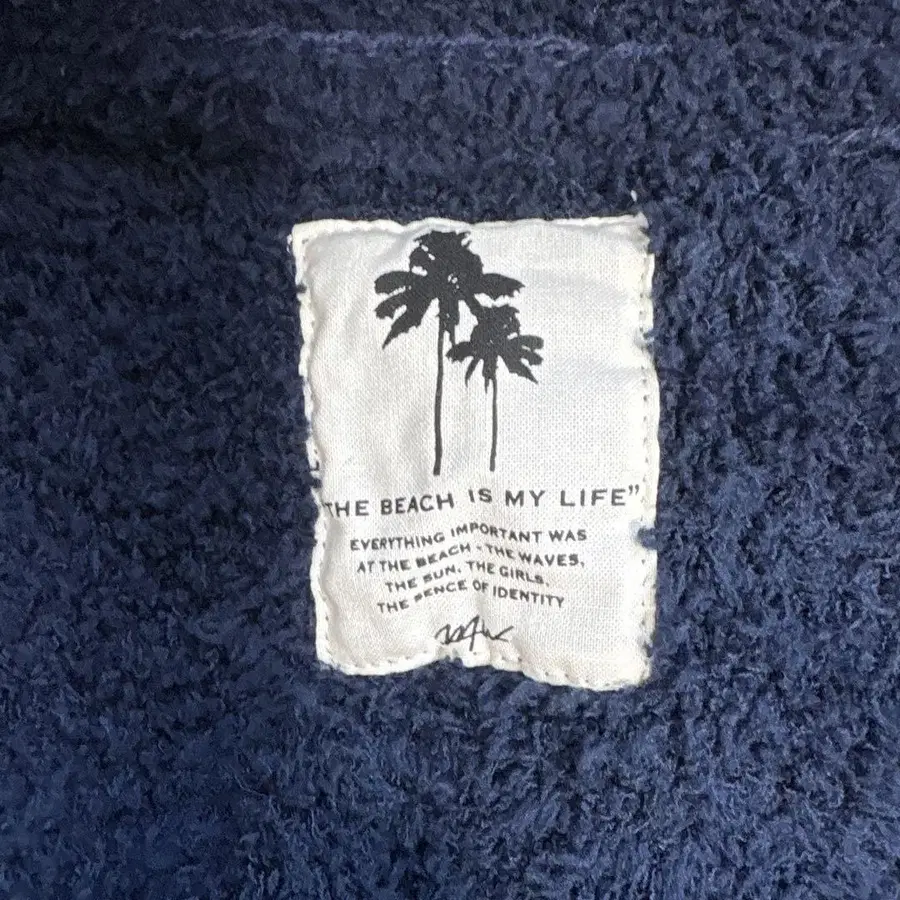 "THE BEACH IS MY LIFE"
EVERYTHING IMPORTANT WAS
AT THE BEACH - THE WAVES,
THE SUN, THE GIRLS,
THE SENCE OF IDENTITY